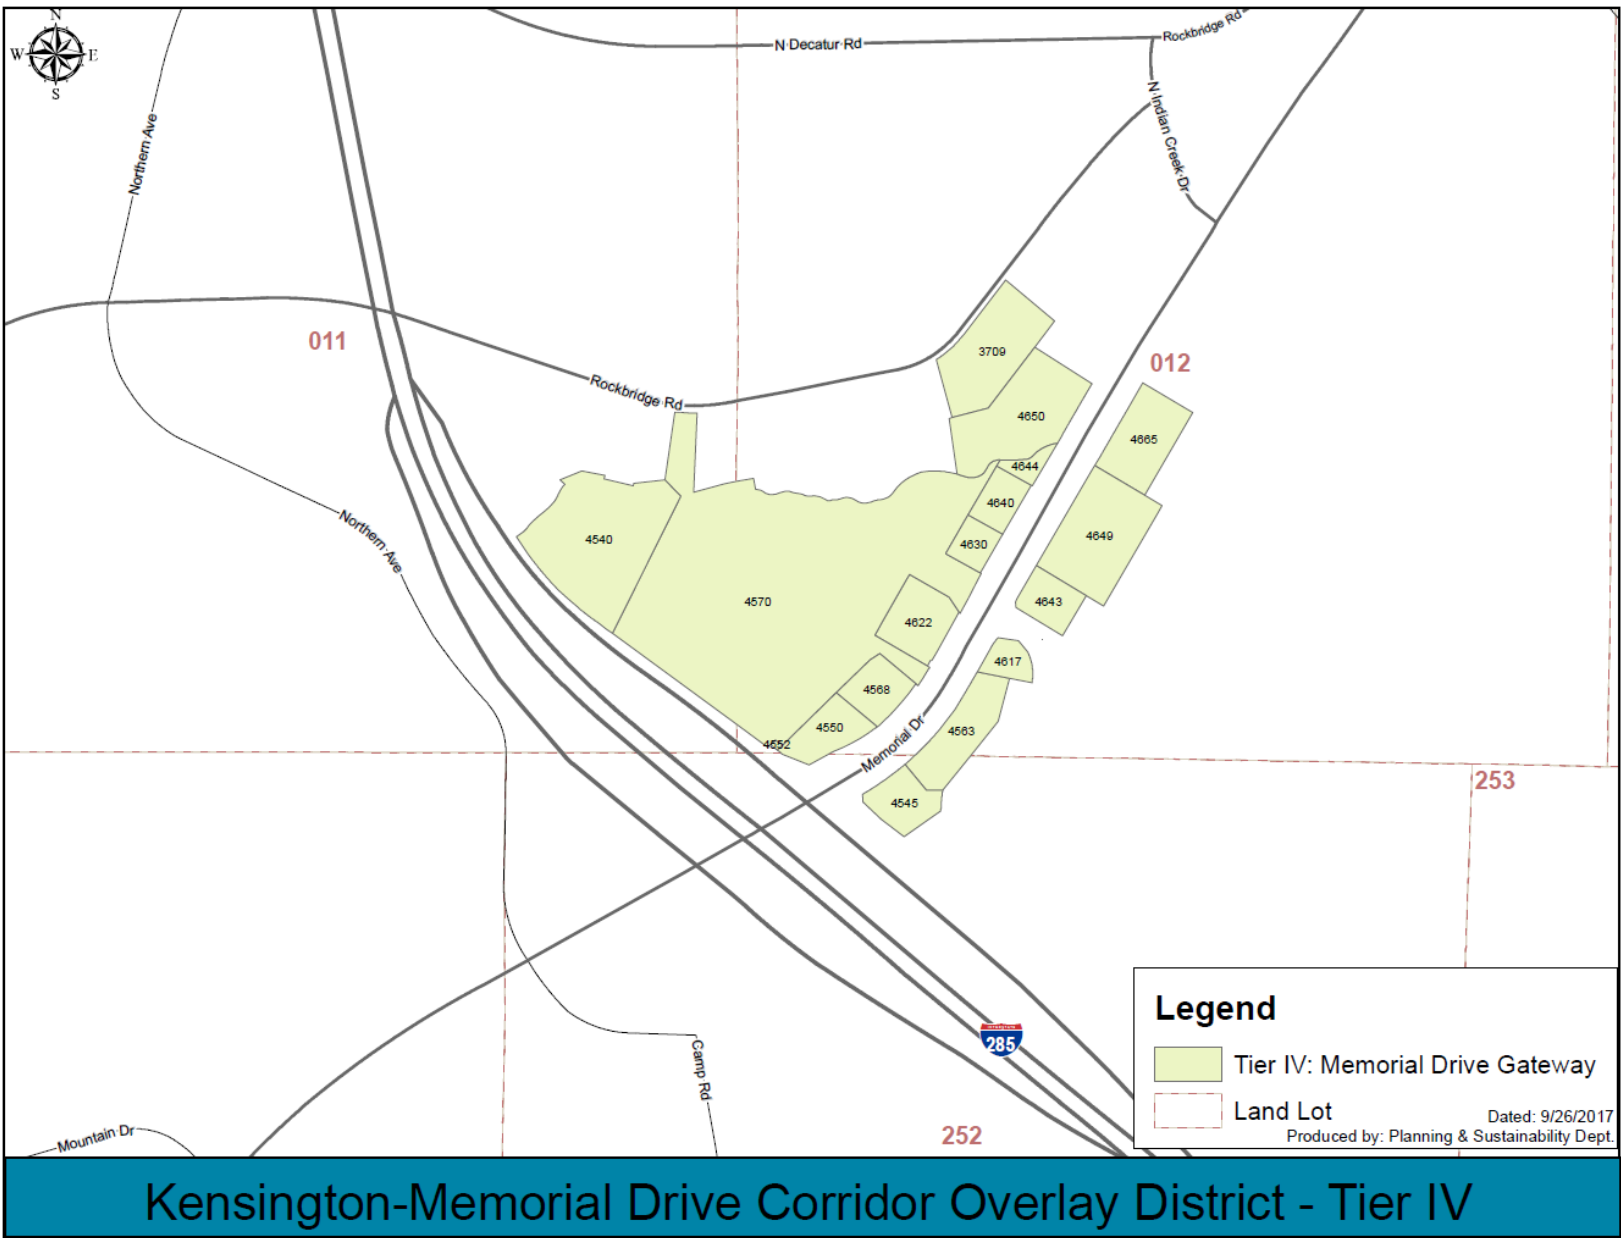 N
W E
S
N Decatur Rd
Rockbridge Rd
Northern Ave
N Indian Creek Dr
011
012
Rockbridge Rd
3709
4650
4665
4644
4640
4649
4630
4540
Northern Ave
4570
4643
4622
4617
4568
4550
4563
4552
Memorial Dr
253
4545
285
Camp Rd
Mountain Dr
252
Legend
Tier IV: Memorial Drive Gateway
Land Lot
Dated: 9/26/2017
Produced by: Planning & Sustainability Dept.
Kensington-Memorial Drive Corridor Overlay District - Tier IV